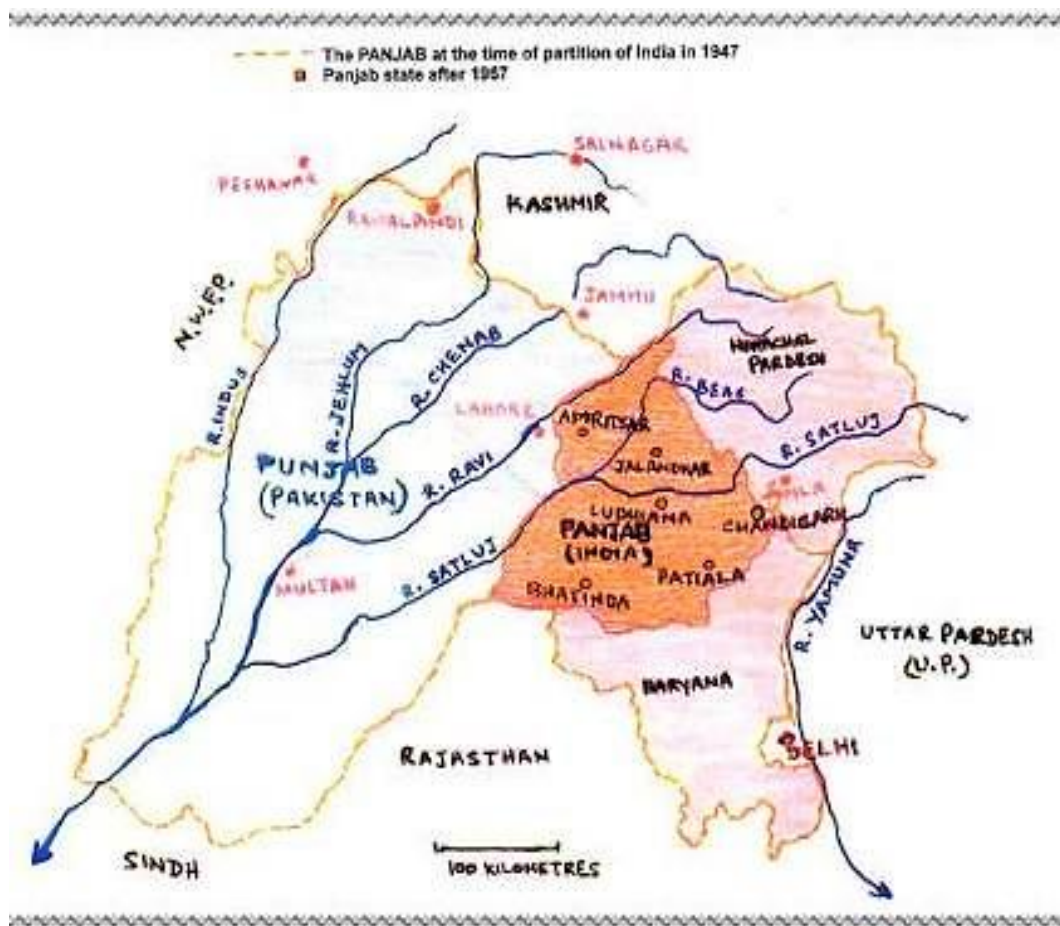 The PANJAB at the time of partition of India in 1947
Panjab state after 1957
SRINAGAR
PESHAWAR
KASHMIR
RAWALPINDI
N.W.F.P.
JAMMU
HIMACHAL
PARDESH
R. CHENAB
R. JEHLUM
R. INDUS
R. BEAS
LAHORE
AMRITSAR
R. SATLUJ
JALANDHAR
PUNJAB
(PAKISTAN)
R. RAVI
SIMLA
LUDHIANA
CHANDIGARH
PANJAB
(INDIA)
MULTAN
R. SATLUJ
PATIALA
BHATINDA
R. YAMUNA
UTTAR PARDESH
(U.P.)
HARYANA
RAJASTHAN
DELHI
SINDH
100 KILOMETRES